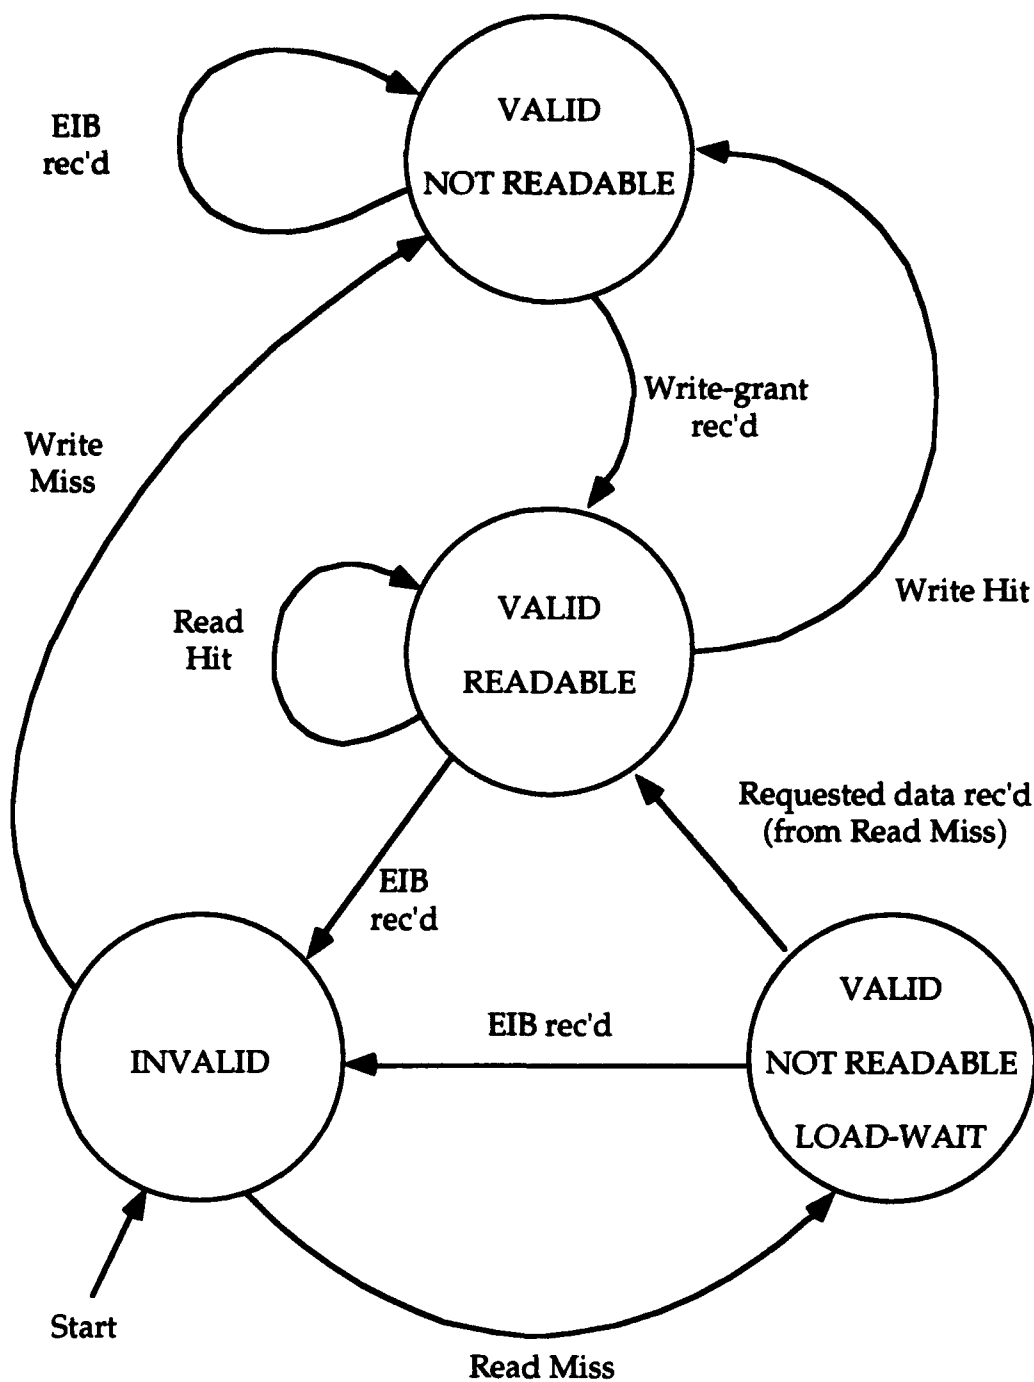 VALID
NOT READABLE
EIB
rec'd
Write-grant
rec'd
Write
Miss
Write Hit
VALID
READABLE
Read
Hit
Requested data rec'd
(from Read Miss)
EIB
rec'd
VALID
NOT READABLE
LOAD-WAIT
EIB rec'd
INVALID
Start
Read Miss